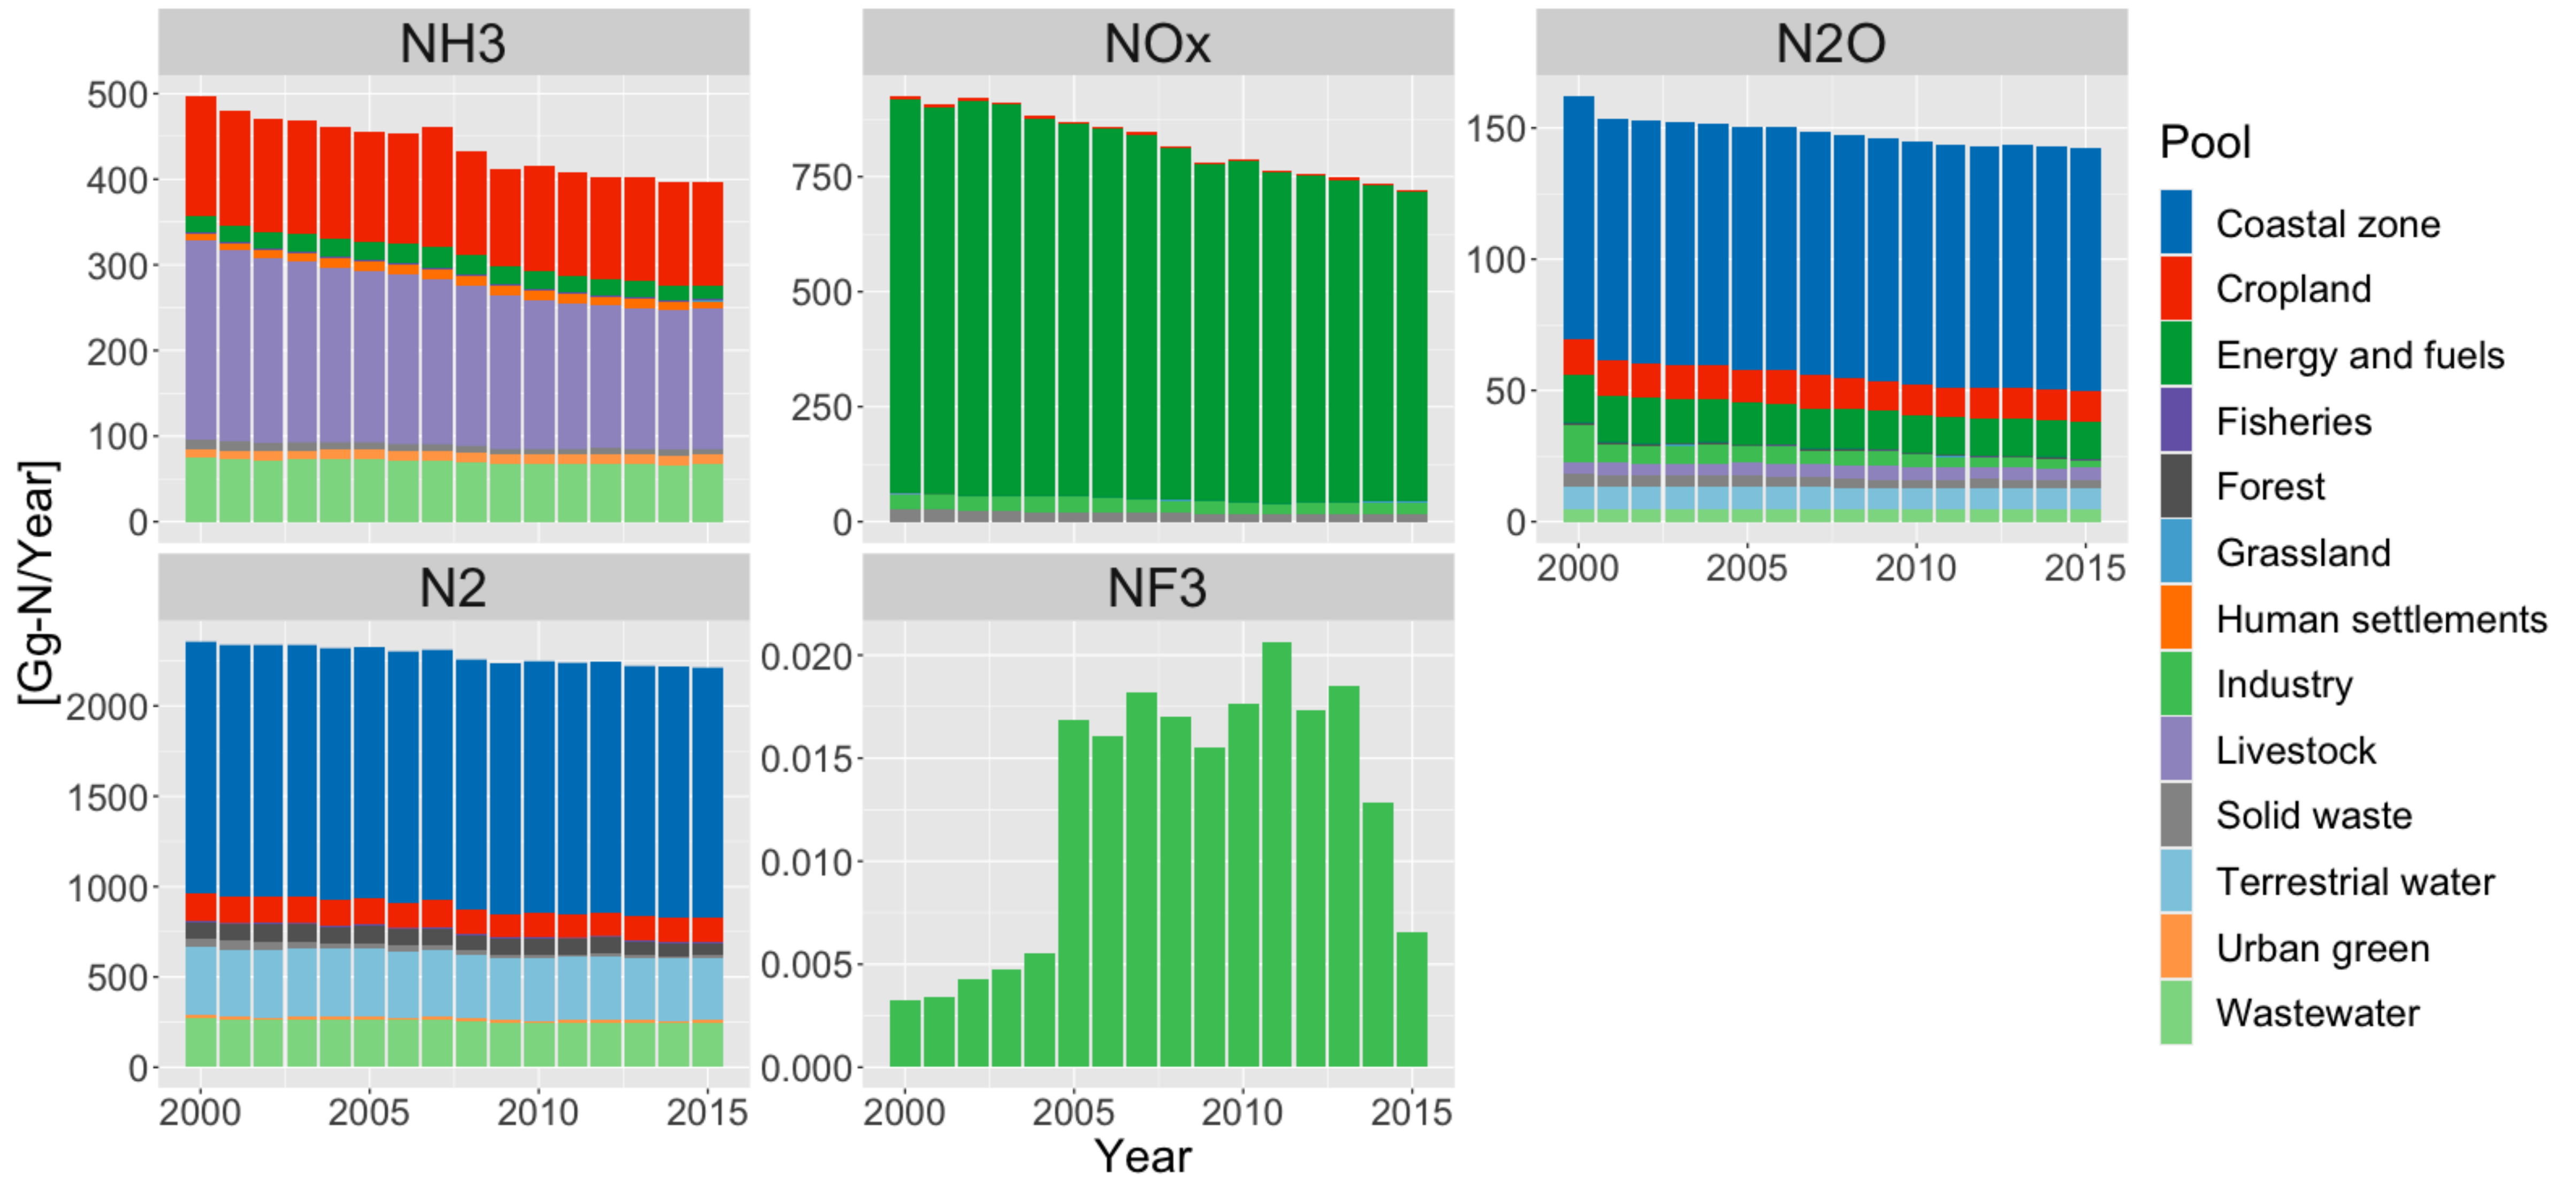 NH3
NOx
N2O
500
400
300
200
100
0
750
500
250
0
150
100
50
0
2000
2005
2010
2015
N2
NF3
[Gg-N/Year]
2000
1500
1000
500
0
0.020
0.015
0.010
0.005
0.000
2000
2005
2010
2015
2000
2005
2010
2015
Year
Pool
Coastal zone
Cropland
Energy and fuels
Fisheries
Forest
Grassland
Human settlements
Industry
Livestock
Solid waste
Terrestrial water
Urban green
Wastewater